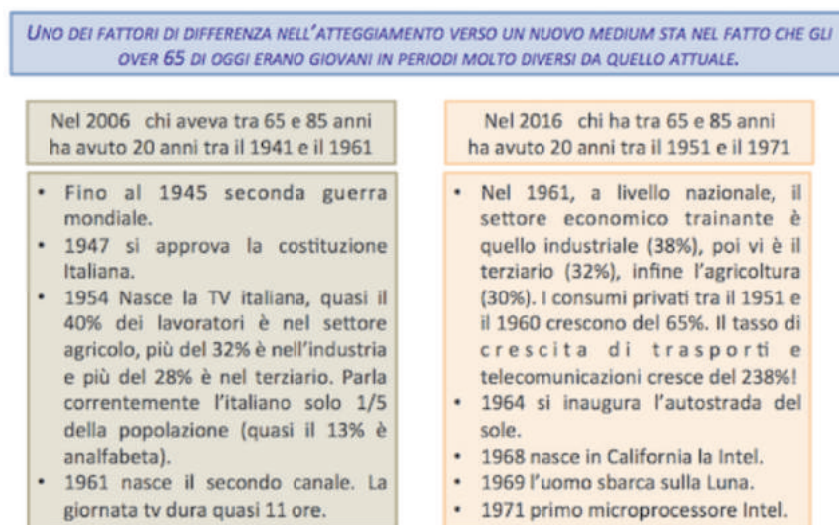 UNO DEI FATTORI DI DIFFERENZA NELL'ATTEGGIAMENTO VERSO UN NUOVO MEDIUM STA NEL FATTO CHE GLI
OVER 65 DI OGGI ERANO GIOVANI IN PERIODI MOLTO DIVERSI DA QUELLO ATTUALE.
Nel 2006 chi aveva tra 65 e 85 anni
ha avuto 20 anni tra il 1941 e il 1961
• Fino al 1945 seconda guerra
mondiale.
• 1947 si approva la costituzione
Italiana.
• 1954 Nasce la TV italiana, quasi il
40% dei lavoratori è nel settore
agricolo, più del 32% è nell'industria
e più del 28% è nel terziario. Parla
correntemente l'italiano solo 1/5
della popolazione (quasi il 13% è
analfabeta).
• 1961 nasce il secondo canale. La
giornata tv dura quasi 11 ore.
Nel 2016 chi ha tra 65 e 85 anni
ha avuto 20 anni tra il 1951 e il 1971
• Nel 1961, a livello nazionale, il
settore economico trainante è
quello industriale (38%), poi vi è il
terziario (32%), infine l'agricoltura
(30%). I consumi privati tra il 1951 e
il 1960 crescono del 65%. Il tasso di
crescita di trasporti e
telecomunicazioni cresce del 238%!
• 1964 si inaugura l'autostrada del
sole.
• 1968 nasce in California la Intel.
• 1969 l'uomo sbarca sulla Luna.
• 1971 primo microprocessore Intel.